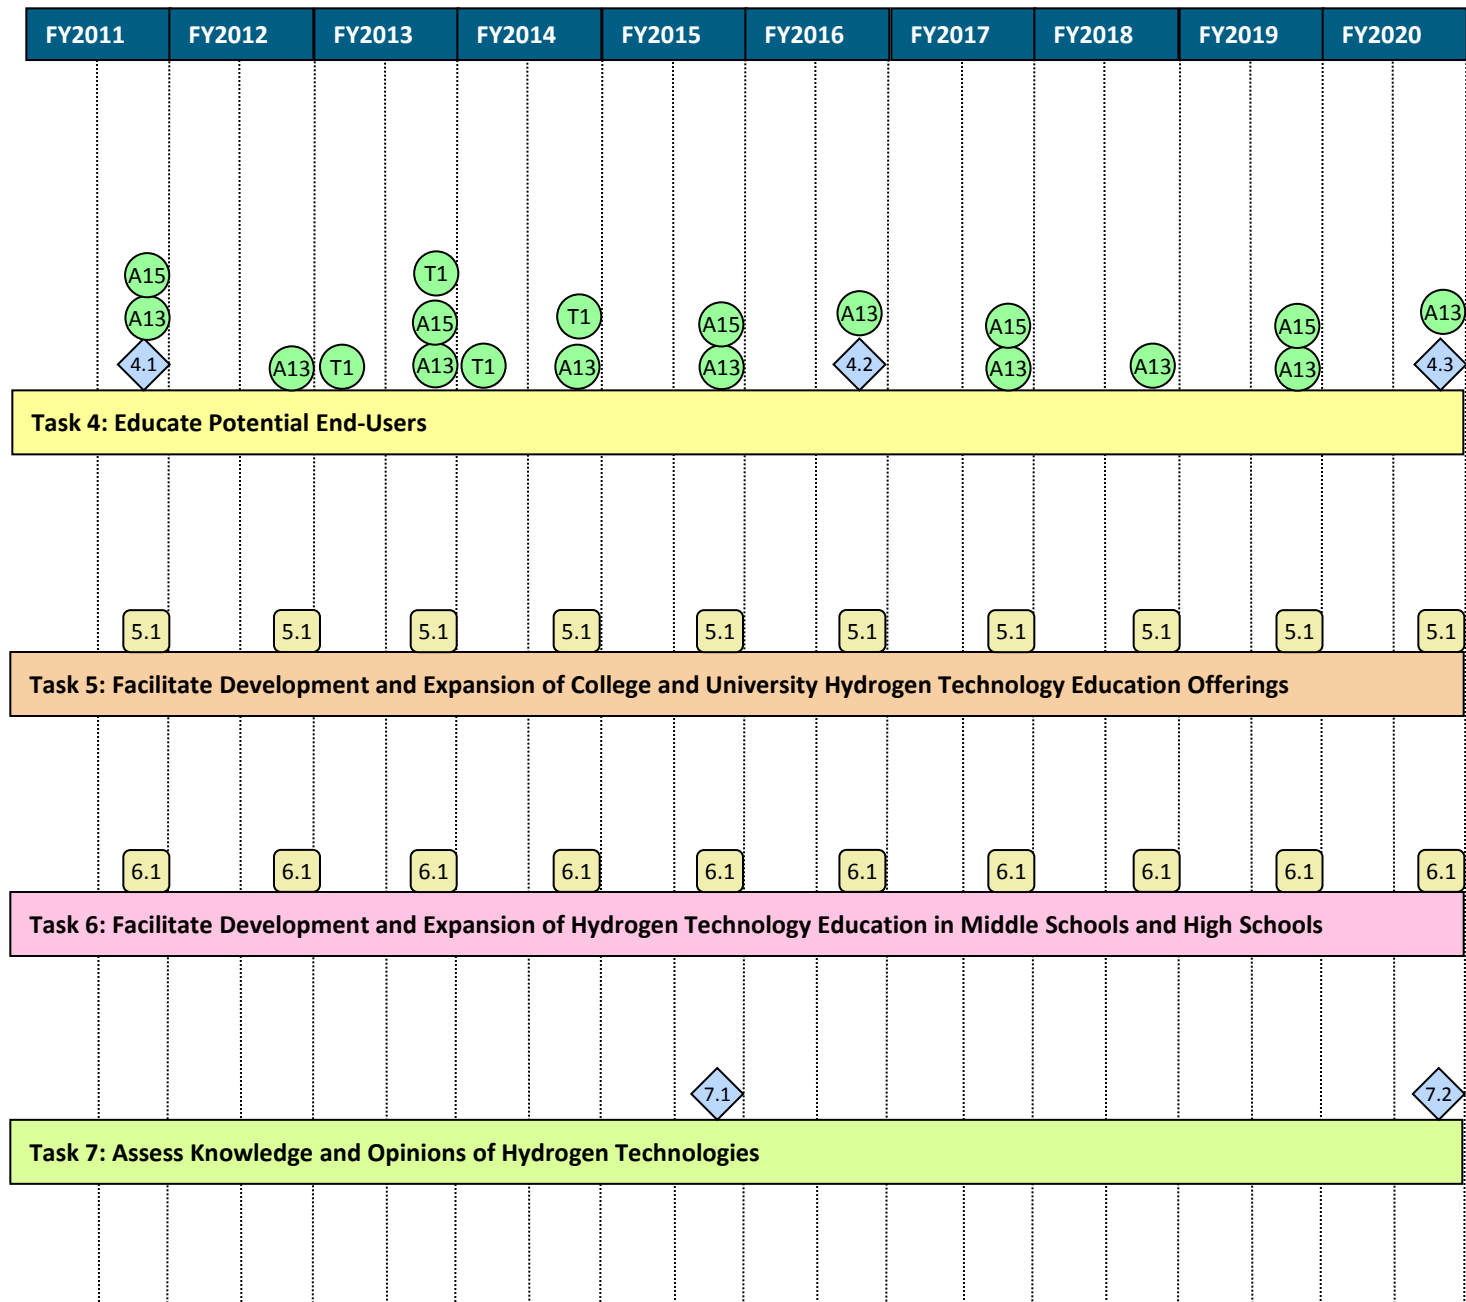 FY2011 FY2012 FY2013 FY2014 FY2015 FY2016 FY2017 FY2018 FY2019 FY2020
A15 T1
A13 A15 T1 A15 A13 A15 A15 A13
4.1 A13 T1 A13 T1 A13 A13 4.2 A13 A13 A13 4.3
Task 4: Educate Potential End-Users
5.1 5.1 5.1 5.1 5.1 5.1 5.1 5.1 5.1 5.1
Task 5: Facilitate Development and Expansion of College and University Hydrogen Technology Education Offerings
6.1 6.1 6.1 6.1 6.1 6.1 6.1 6.1 6.1 6.1
Task 6: Facilitate Development and Expansion of Hydrogen Technology Education in Middle Schools and High Schools
7.1 7.2
Task 7: Assess Knowledge and Opinions of Hydrogen Technologies